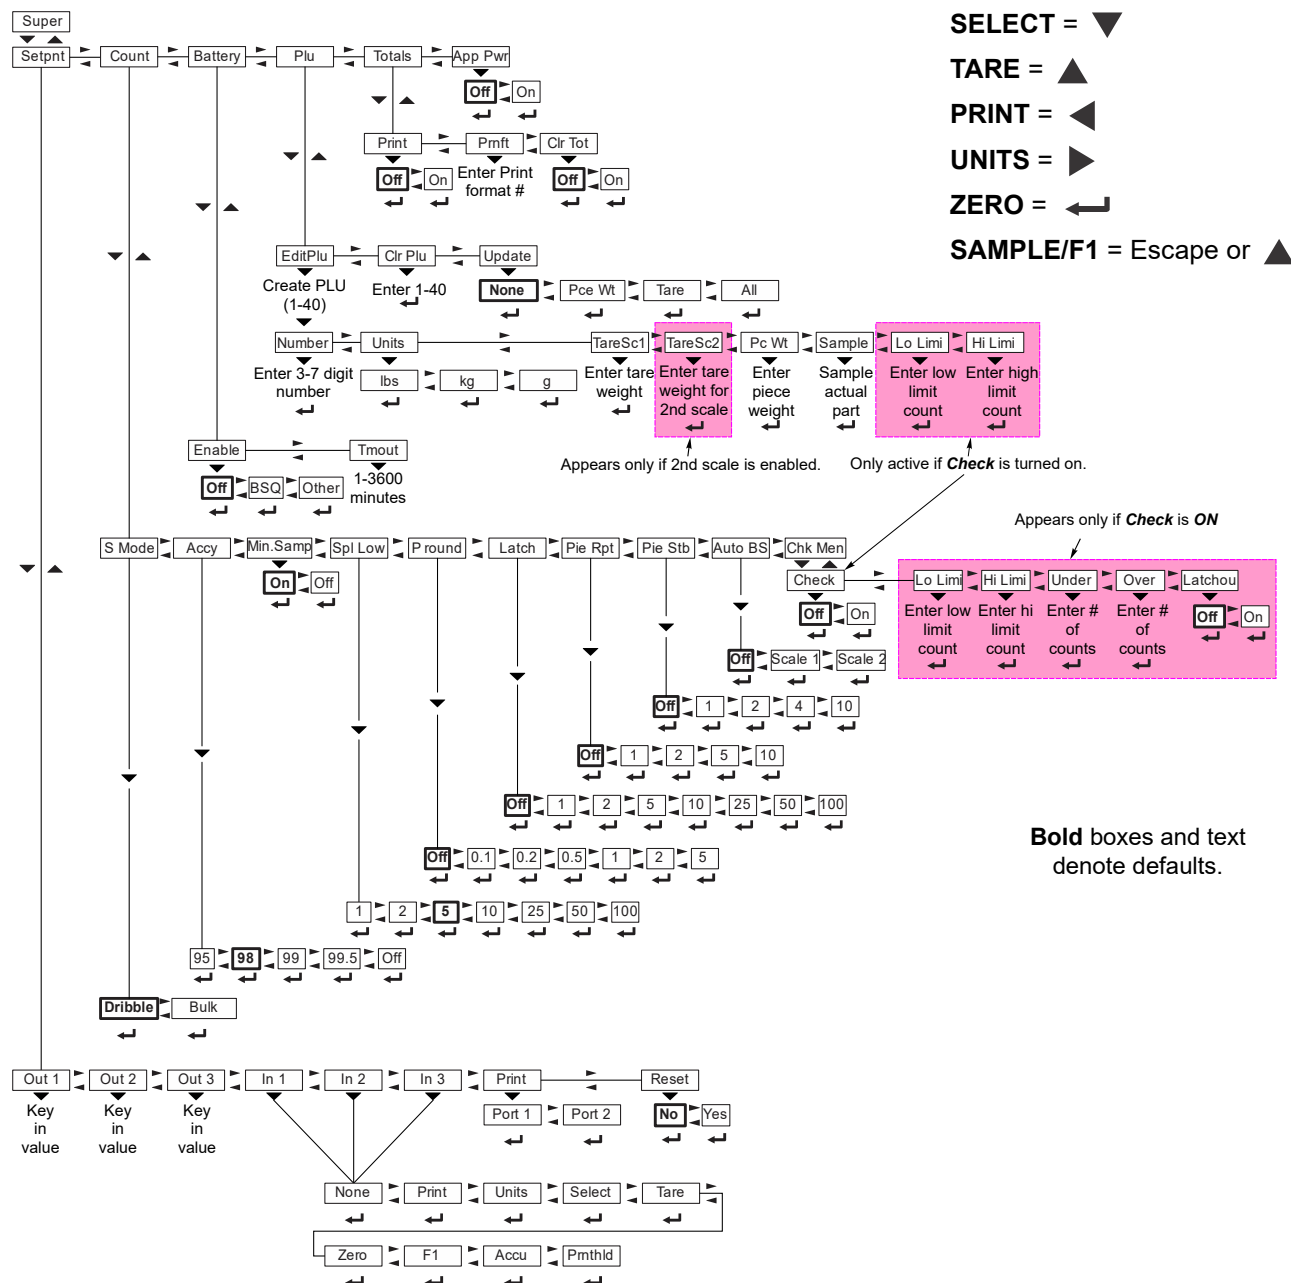 Super
Setpnt Count Battery Plu Totals App Pwr
Off On
Print Prnft Clr Tot
Off On Enter Print format # Off On
SELECT =
TARE =
PRINT =
UNITS =
ZERO =
SAMPLE/F1 = Escape or
EditPlu Clr Plu Update
Create PLU (1-40) Enter 1-40 None Pce Wt Tare All
Number Units TareSc1 TareSc2 Pc Wt Sample Lo Limi Hi Limi
Enter 3-7 digit number
lbs kg g
Enter tare weight
Enter tare weight for 2nd scale
Enter piece weight
Sample actual part
Enter low limit count
Enter high limit count
Appears only if 2nd scale is enabled.
Only active if Check is turned on.
Enable Tmout
Off BSQ Other
1-3600 minutes
Appears only if Check is ON
S Mode Accy Min.Samp Spl Low P round Latch Pie Rpt Pie Stb Auto BS Chk Men
On Off
Check Lo Limi Hi Limi Under Over Latchou
Off On
Enter low limit count
Enter hi limit count
Enter # of counts
Enter # of counts
Off On
Off Scale 1 Scale 2
Off 1 2 4 10
Off 1 2 5 10
Off 1 2 5 10 25 50 100
Off 0.1 0.2 0.5 1 2 5
1 2 5 10 25 50 100
95 98 99 99.5 Off
Dribble Bulk
Bold boxes and text
denote defaults.
Out 1 Out 2 Out 3 In 1 In 2 In 3 Print Reset
Key in value
Key in value
Key in value
Port 1 Port 2
No Yes
None Print Units Select Tare
Zero F1 Accu Prnthld